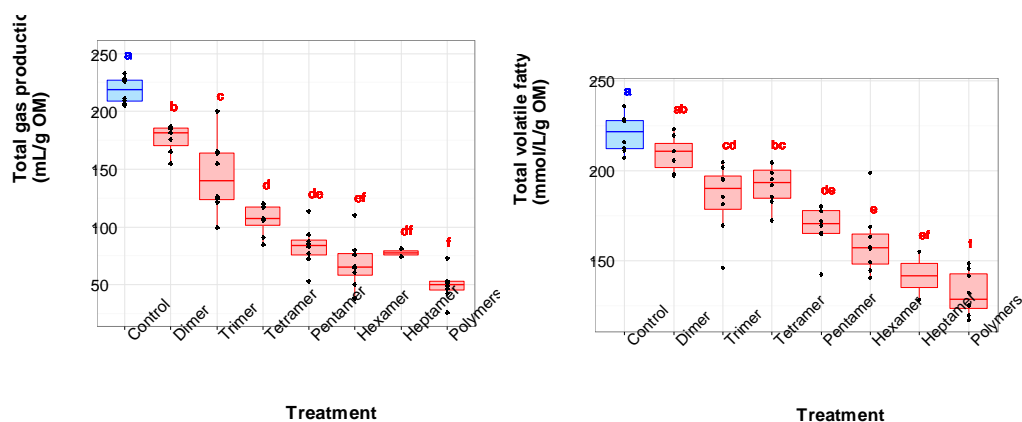 Total gas productic
(mL/g OM)
250
200
150
100
50
a
b
c
d
de
ef
df
f
Control
Dimer
Trimer
Tetramer
Pentamer
Hexamer
Heptamer
Polymers
Treatment
Total volatile fatty
(mmol/L/g OM)
250
200
150
a
ab
cd
bc
de
e
ef
f
Control
Dimer
Trimer
Tetramer
Pentamer
Hexamer
Heptamer
Polymers
Treatment